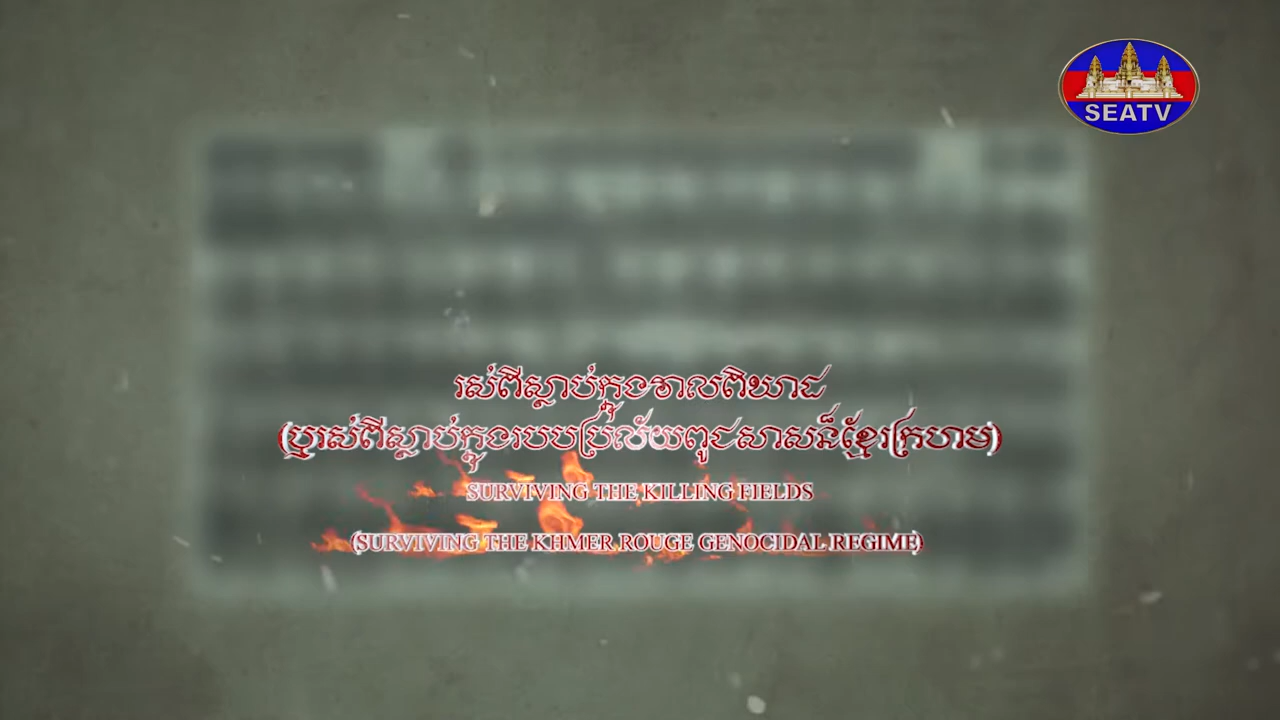 SEATV
រស់ពីស្លាប់ក្នុងវាលពិឃាដ
(ឬរស់ពីស្លាប់ក្នុងរបបប្រល័យពូជសាសន៍ខ្មែរក្រហម)
SURVIVING THE KILLING FIELDS
(SURVIVING THE KHMER ROUGE GENOCIDAL REGIME)